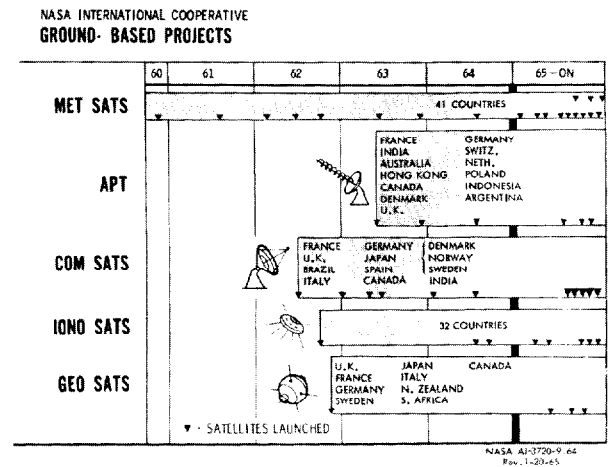 NASA INTERNATIONAL COOPERATIVE
GROUND- BASED PROJECTS
60 61 62 63 64 65-ON
MET SATS
41 COUNTRIES
APT
FRANCE GERMANY
INDIA SWITZ.
AUSTRALIA NETH.
HONG KONG POLAND
CANADA INDONESIA
DENMARK ARGENTINA
U.K.
COM SATS
FRANCE GERMANY DENMARK
U.K. JAPAN NORWAY
BRAZIL SPAIN SWEDEN
ITALY CANADA INDIA
IONO SATS
32 COUNTRIES
GEO SATS
U.K. JAPAN CANADA
FRANCE ITALY
GERMANY N. ZEALAND
SWEDEN S. AFRICA
▼ - SATELLITES LAUNCHED
NASA AI-3720-9.64
Rev. 1-20-65